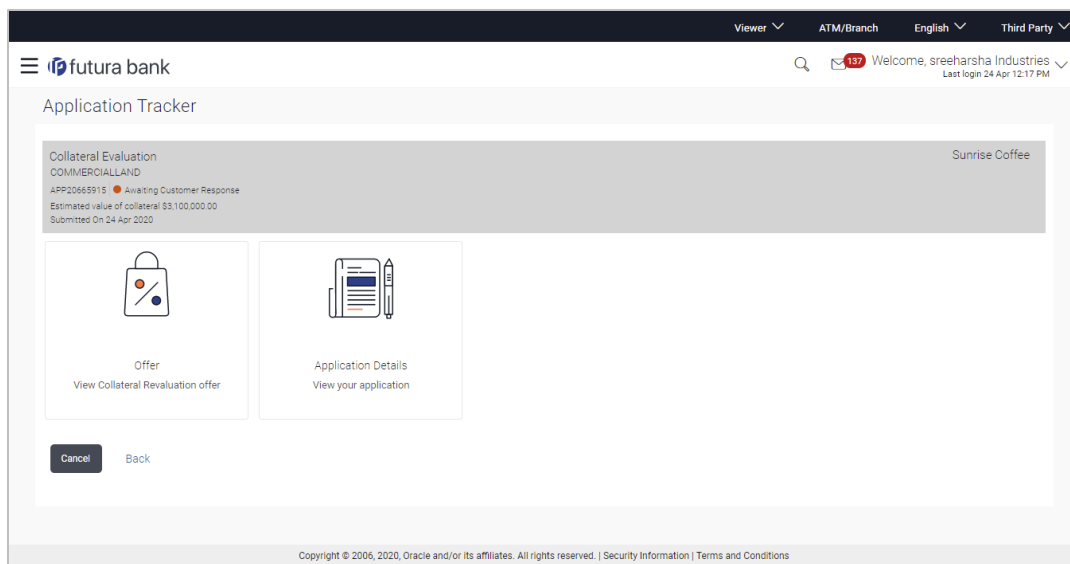 Viewer ATM/Branch English Third Party
futura bank 137 Welcome, sreeharsha Industries
Last login 24 Apr 12:17 PM
Application Tracker
Collateral Evaluation Sunrise Coffee
COMMERCIALLAND
APP20665915 | Awaiting Customer Response
Estimated value of collateral $3,100,000.00
Submitted On 24 Apr 2020
Offer
View Collateral Revaluation offer
Application Details
View your application
Cancel Back
Copyright © 2006, 2020, Oracle and/or its affiliates. All rights reserved. | Security Information | Terms and Conditions